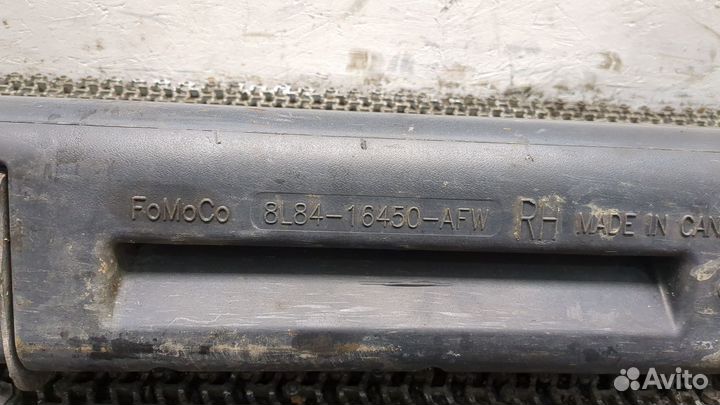 FoMoCo 8L84-16450-AFW RH MADE IN CAN
Avito